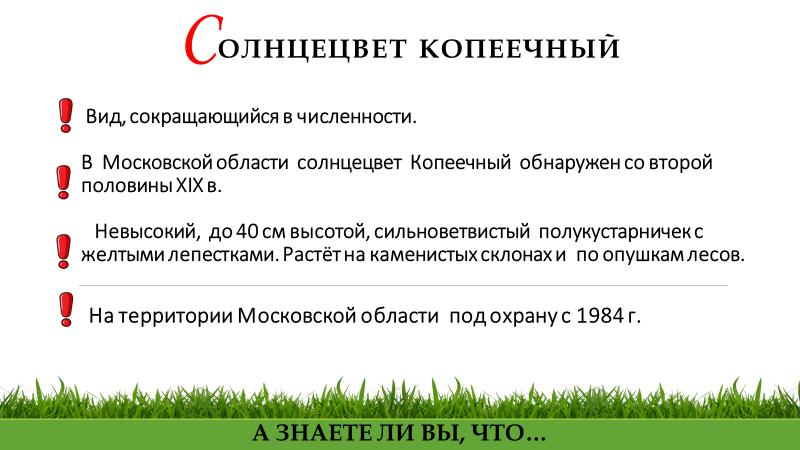 Солнцецвет копеечный
Вид, сокращающийся в численности.
В Московской области солнцецвет Копеечный обнаружен со второй
половины XIX в.
Невысокий, до 40 см высотой, сильноветвистый полукустарничек с
желтыми лепестками. Растёт на каменистых склонах и по опушкам лесов.
На территории Московской области под охрану с 1984 г.
А ЗНАЕТЕ ЛИ ВЫ, ЧТО...